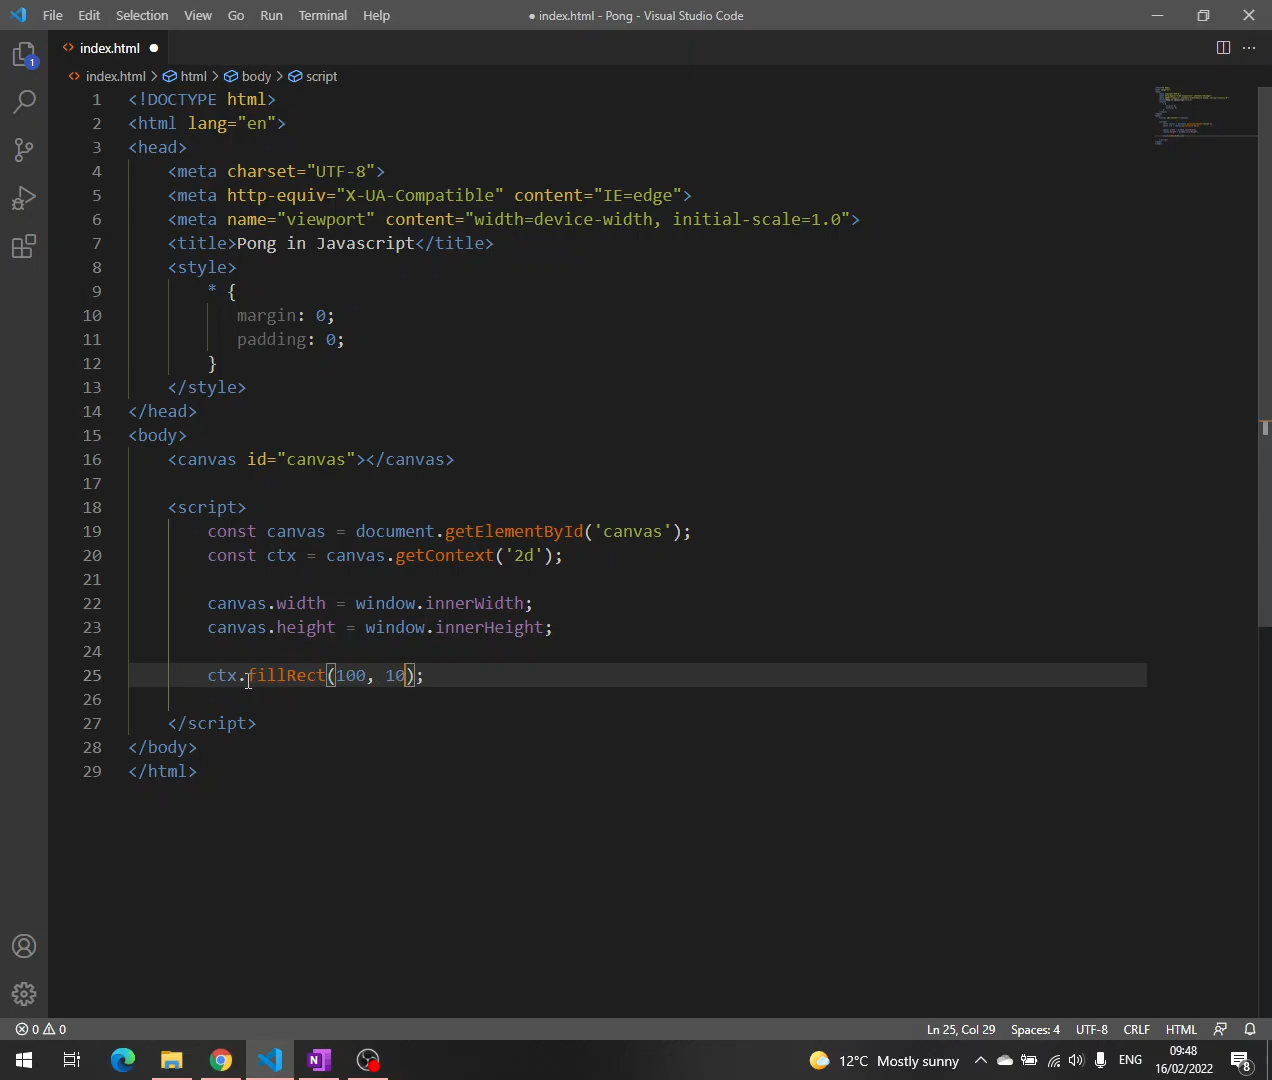 File Edit Selection View Go Run Terminal Help
● index.html - Pong - Visual Studio Code
index.html ●
1
index.html > html > body > script
1 <!DOCTYPE html>
2 <html lang="en">
3 <head>
4 <meta charset="UTF-8">
5 <meta http-equiv="X-UA-Compatible" content="IE=edge">
6 <meta name="viewport" content="width=device-width, initial-scale=1.0">
7 <title>Pong in Javascript</title>
8 <style>
9 * {
10 margin: 0;
11 padding: 0;
12 }
13 </style>
14 </head>
15 <body>
16 <canvas id="canvas"></canvas>
17
18 <script>
19 const canvas = document.getElementById('canvas');
20 const ctx = canvas.getContext('2d');
21
22 canvas.width = window.innerWidth;
23 canvas.height = window.innerHeight;
24
25 ctx.fillRect(100, 10);
26
27 </script>
28 </body>
29 </html>
0 0
Ln 25, Col 29 Spaces: 4 UTF-8 CRLF HTML
12°C Mostly sunny
ENG
09:48
16/02/2022
8